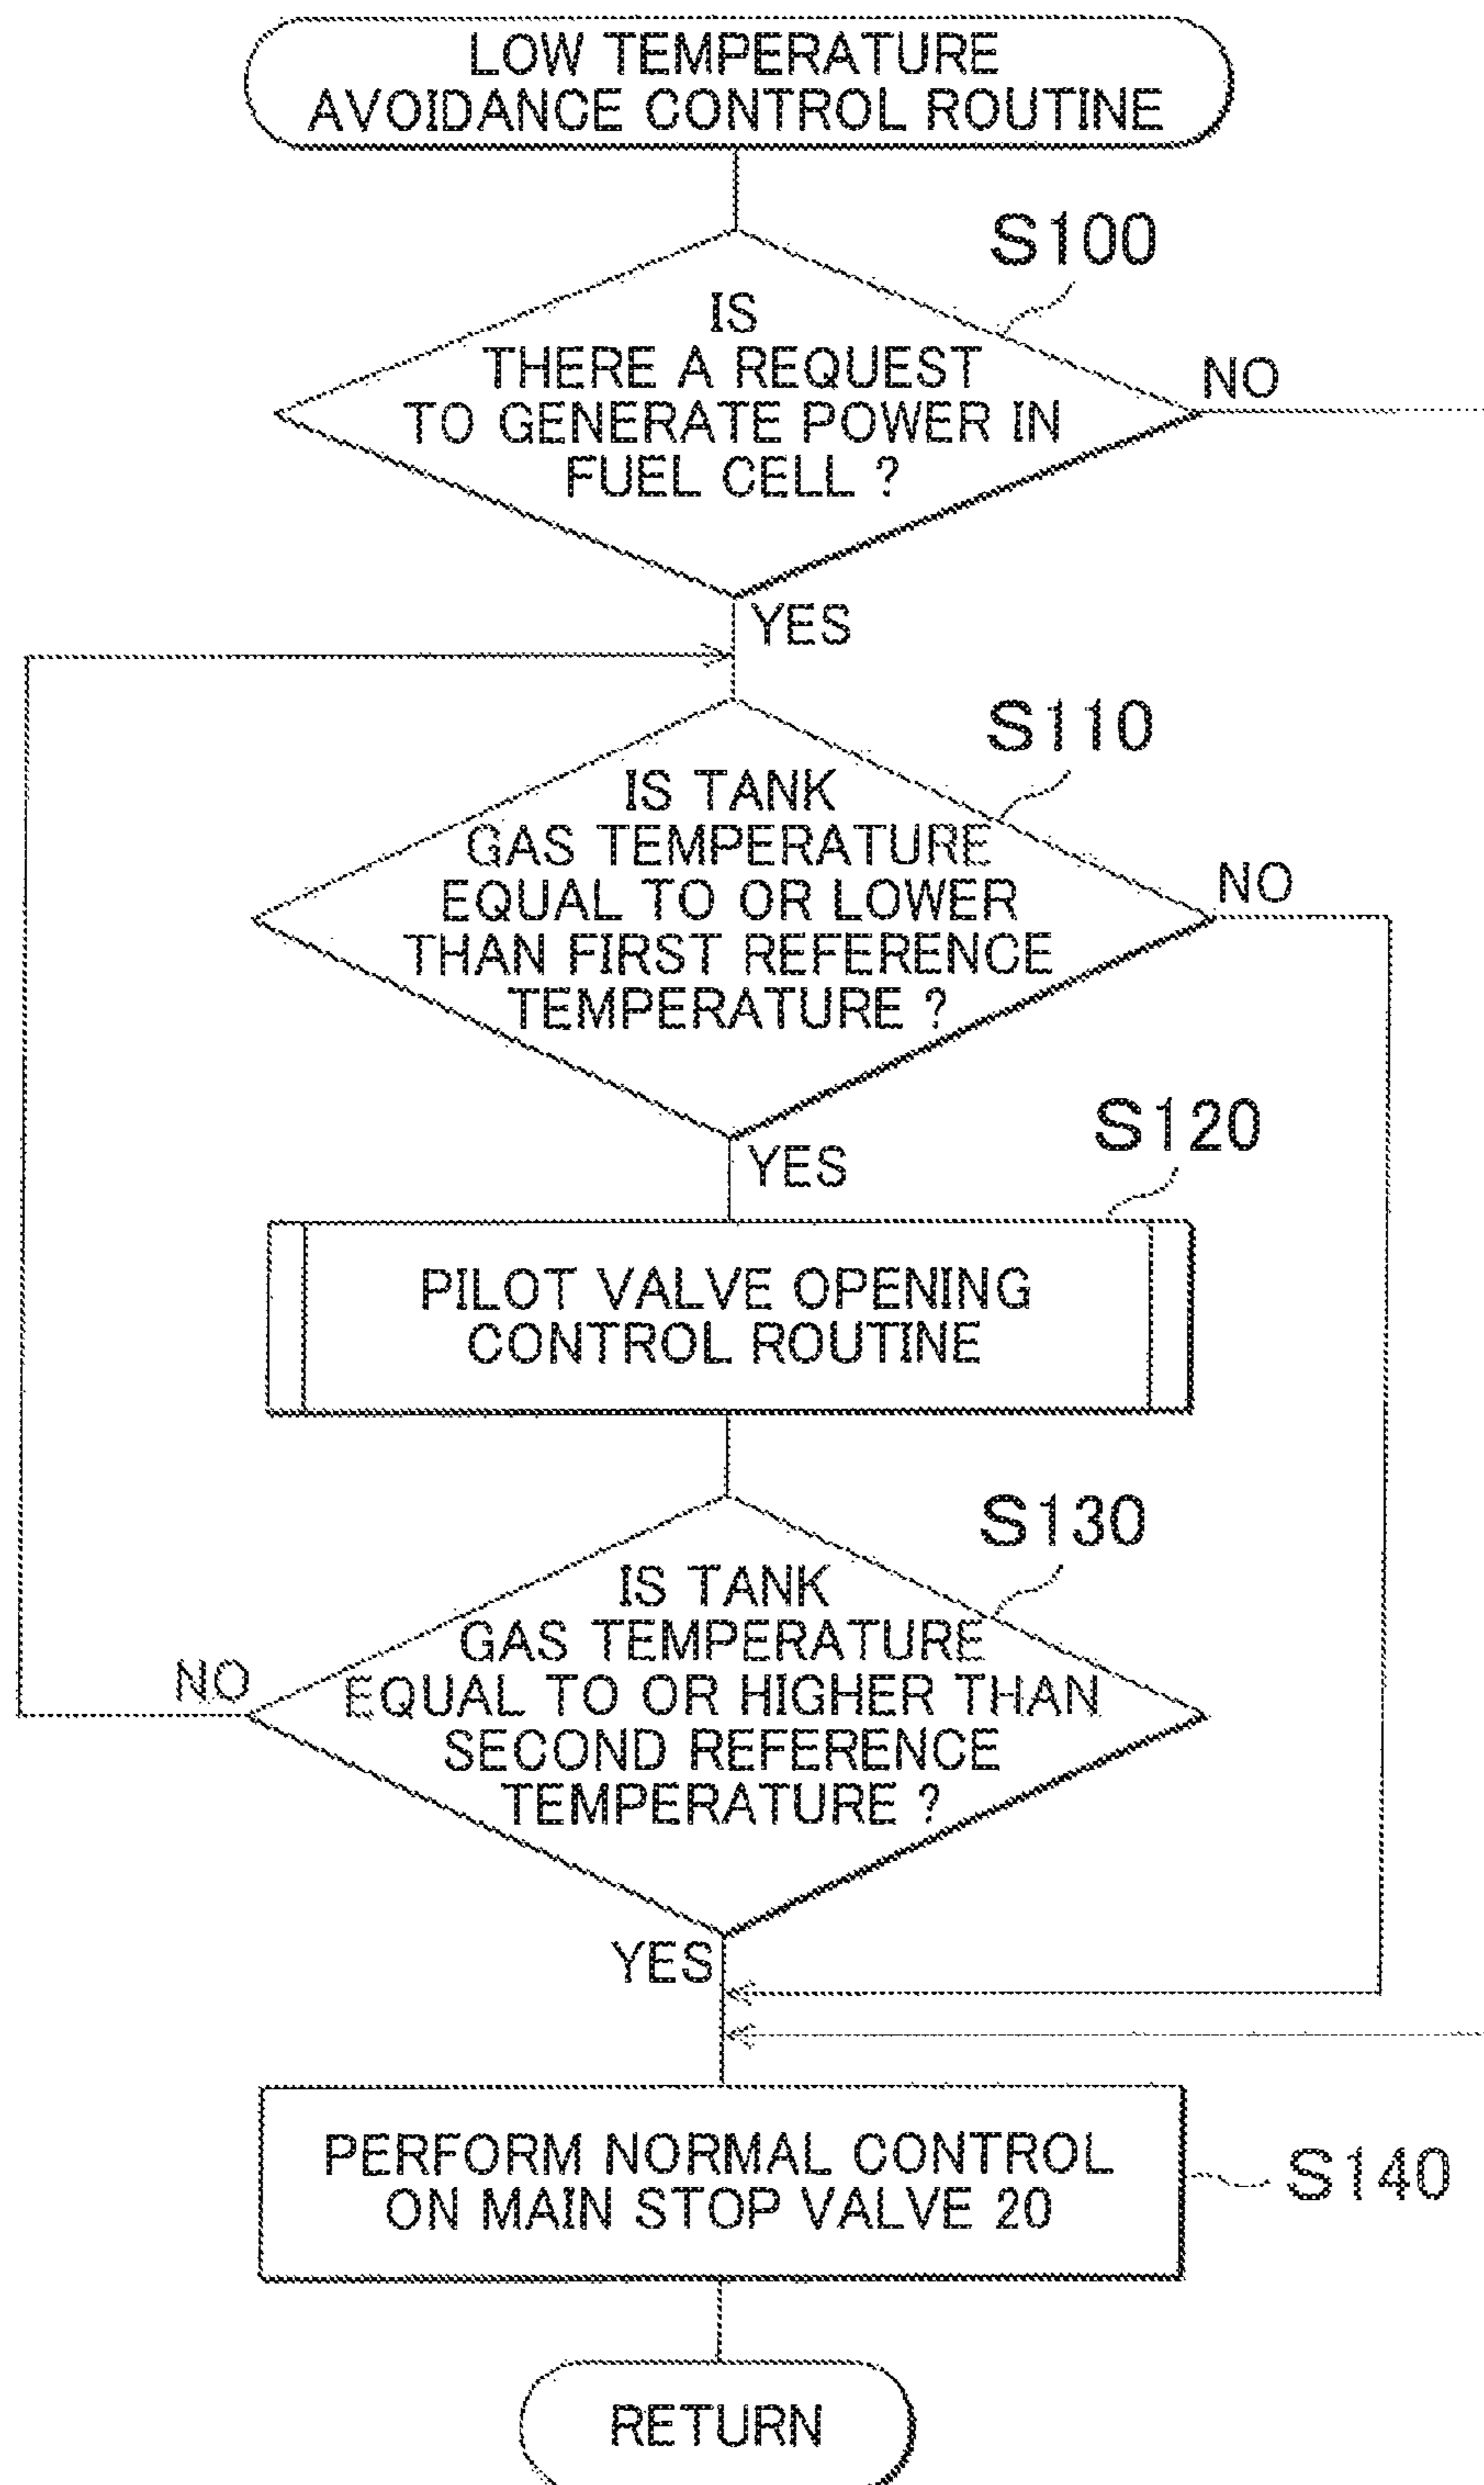 LOW TEMPERATURE
AVOIDANCE CONTROL ROUTINE
S100
IS
THERE A REQUEST
TO GENERATE POWER IN
FUEL CELL ?
NO
YES
S110
IS TANK
GAS TEMPERATURE
EQUAL TO OR LOWER
THAN FIRST REFERENCE
TEMPERATURE ?
NO
YES
S120
PILOT VALVE OPENING
CONTROL ROUTINE
S130
IS TANK
GAS TEMPERATURE
EQUAL TO OR HIGHER THAN
SECOND REFERENCE
TEMPERATURE ?
NO
YES
PERFORM NORMAL CONTROL
ON MAIN STOP VALVE 20
S140
RETURN